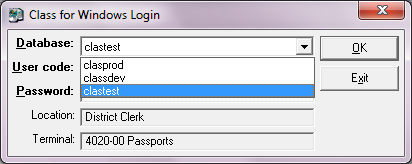 Class for Windows Login
Database: clastest OK
clasprod
User code: classdev Exit
Password: clastest
Location: District Clerk
Terminal: 4020-00 Passports